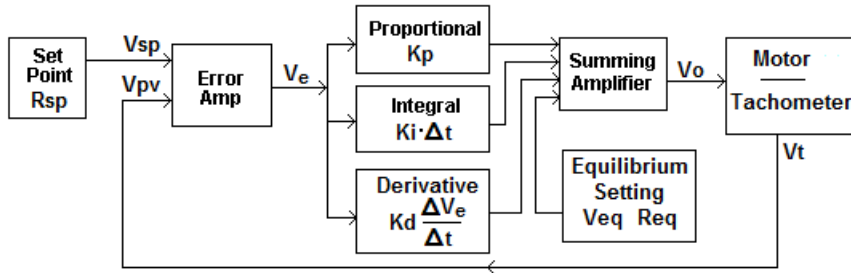 Set
Point
Rsp
Vsp
Vpv
Error
Amp
Ve
Proportional
Kp
Integral
Ki·Δt
Derivative
Kd ΔVe
Δt
Summing
Amplifier
Equilibrium
Setting
Veq Req
Vo
Motor
Tachometer
Vt